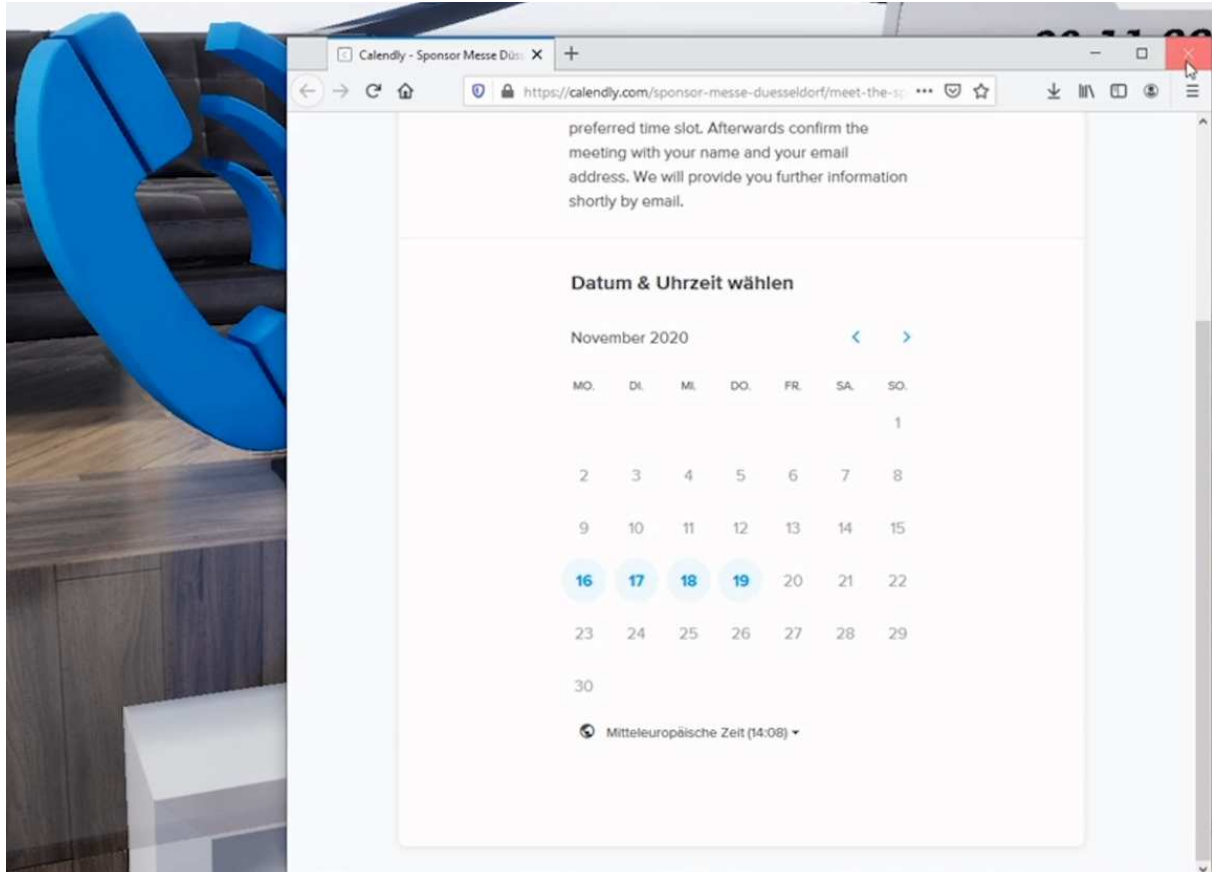 Calendly - Sponsor Messe Düs
https://calendly.com/sponsor-messe-duesseldorf/meet-the-sp
preferred time slot. Afterwards confirm the
meeting with your name and your email
address. We will provide you further information
shortly by email.
Datum & Uhrzeit wählen
November 2020
MO. DI. MI. DO. FR. SA. SO.
1
2 3 4 5 6 7 8
9 10 11 12 13 14 15
16 17 18 19 20 21 22
23 24 25 26 27 28 29
30
Mitteleuropäische Zeit (14:08)